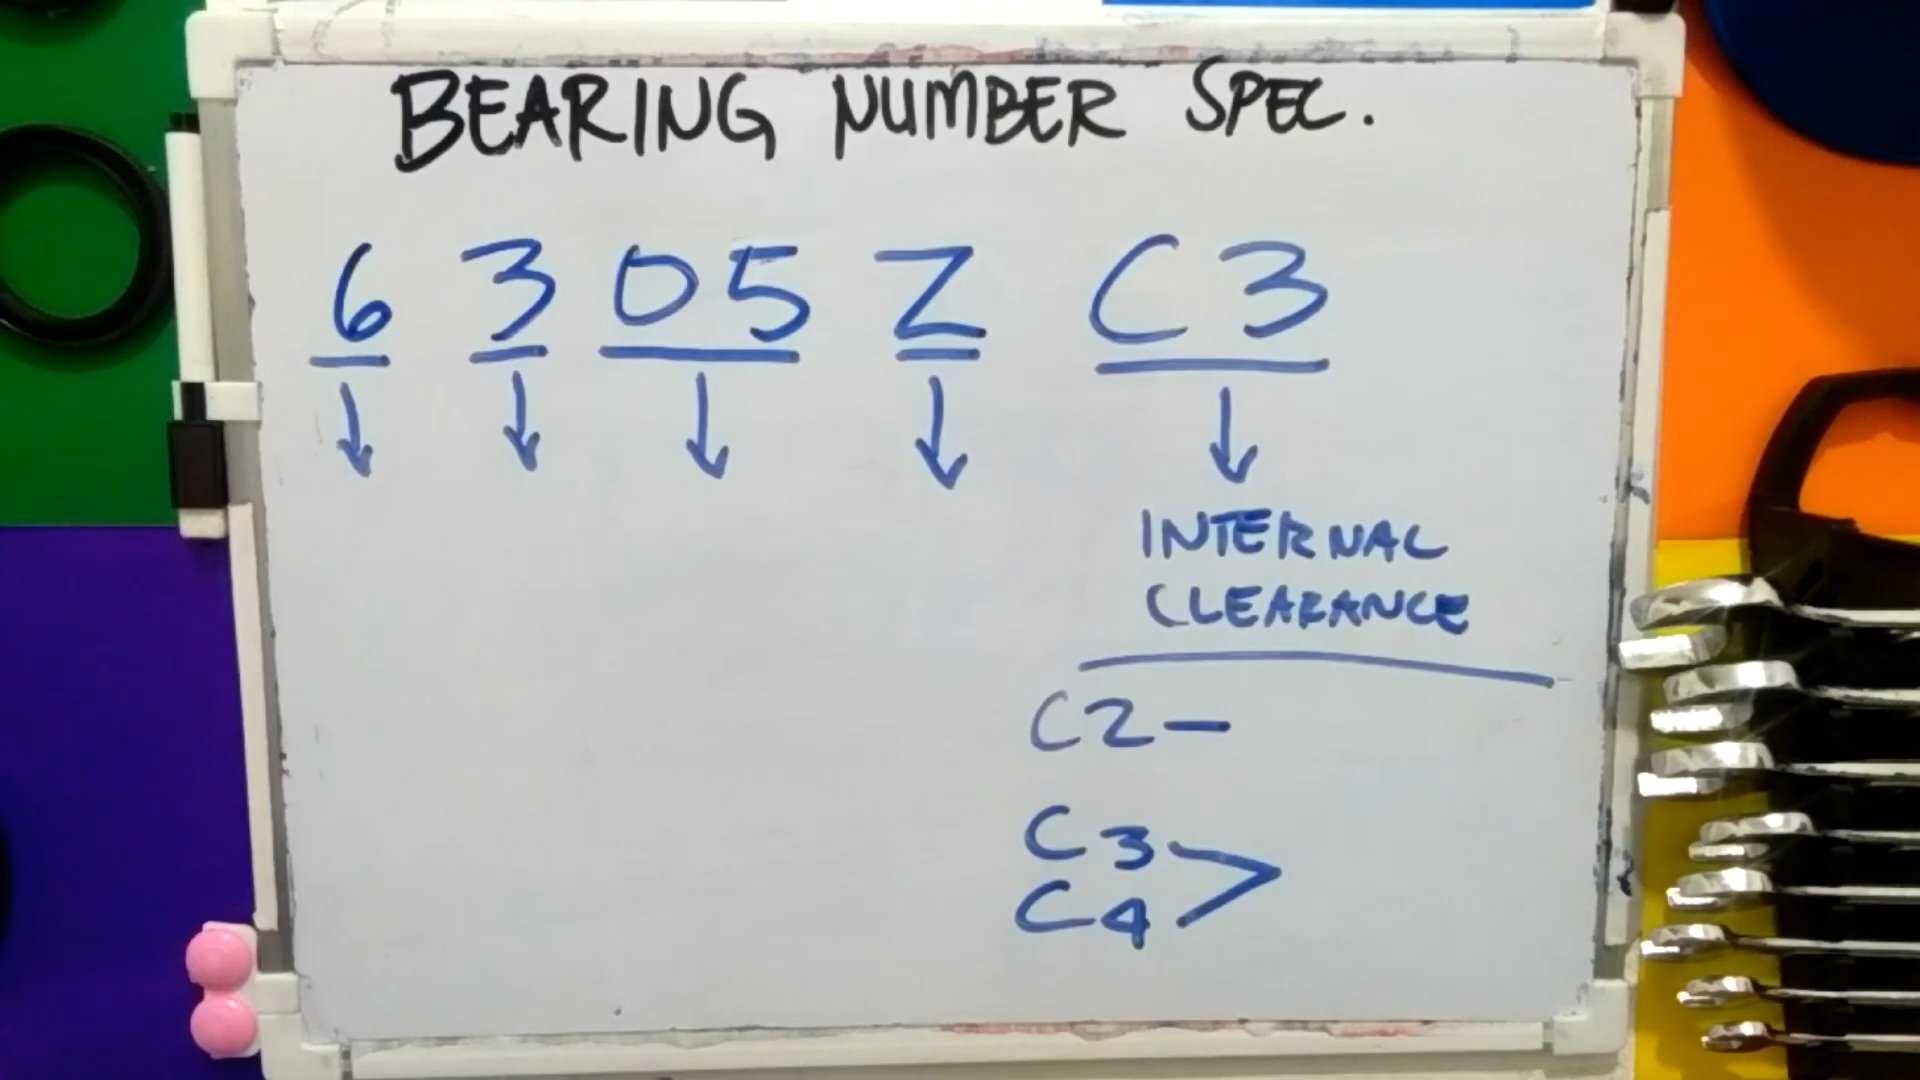 BEARING NUMBER SPEC.
6 3 05 Z C3
INTERNAL
CLEARANCE
C2 -
C3
C4